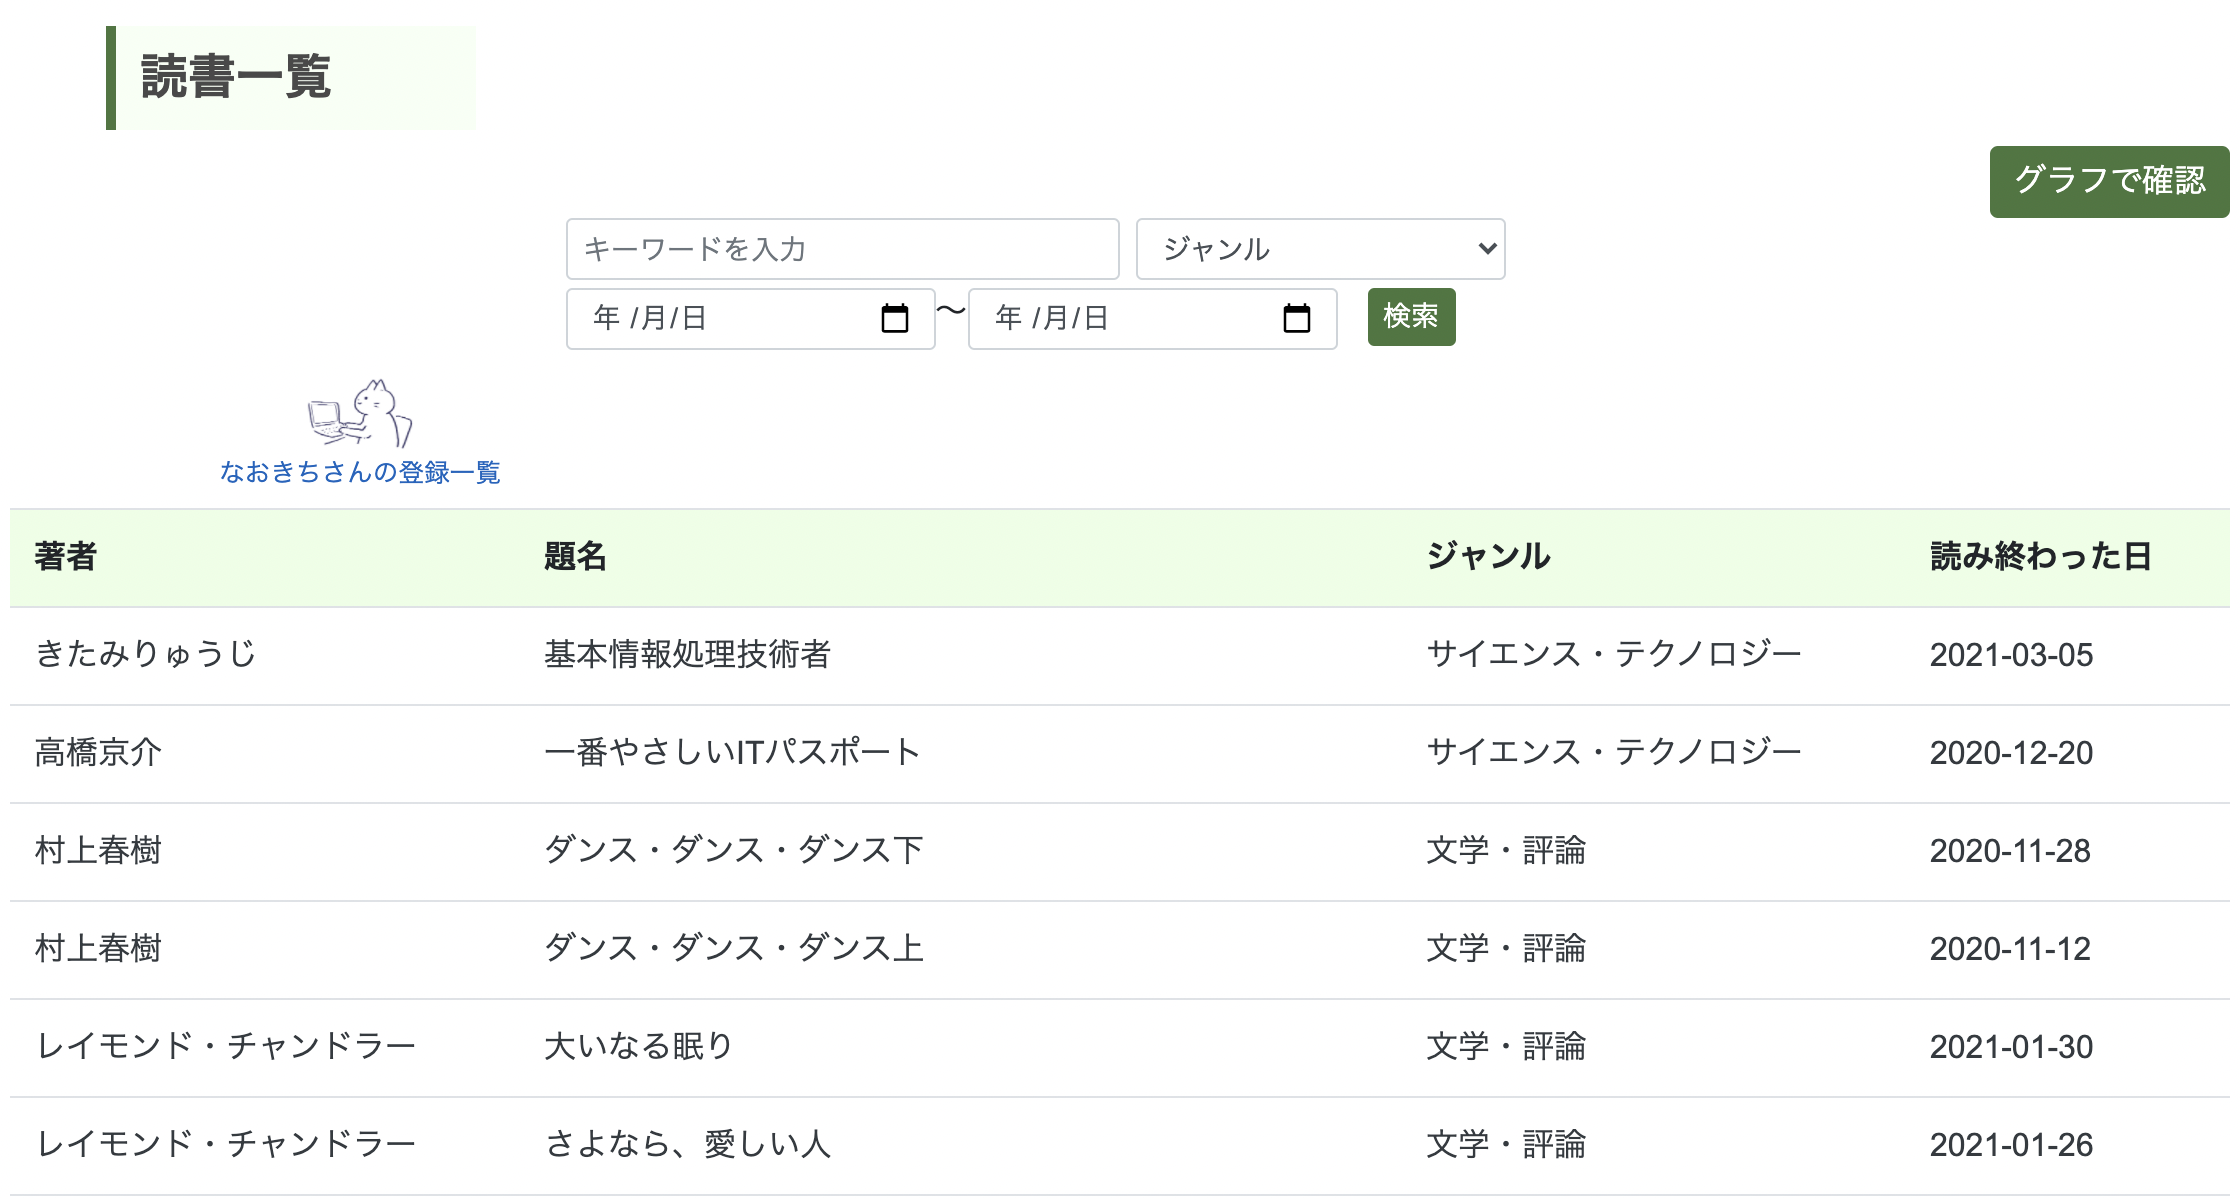 読書一覧
グラフで確認
キーワードを入力 ジャンル
年 /月/日 〜 年 /月/日 検索
なおきちさんの登録一覧
著者 題名 ジャンル 読み終わった日
きたみりゅうじ 基本情報処理技術者 サイエンス・テクノロジー 2021-03-05
高橋京介 一番やさしいITパスポート サイエンス・テクノロジー 2020-12-20
村上春樹 ダンス・ダンス・ダンス下 文学・評論 2020-11-28
村上春樹 ダンス・ダンス・ダンス上 文学・評論 2020-11-12
レイモンド・チャンドラー 大いなる眠り 文学・評論 2021-01-30
レイモンド・チャンドラー さよなら、愛しい人 文学・評論 2021-01-26